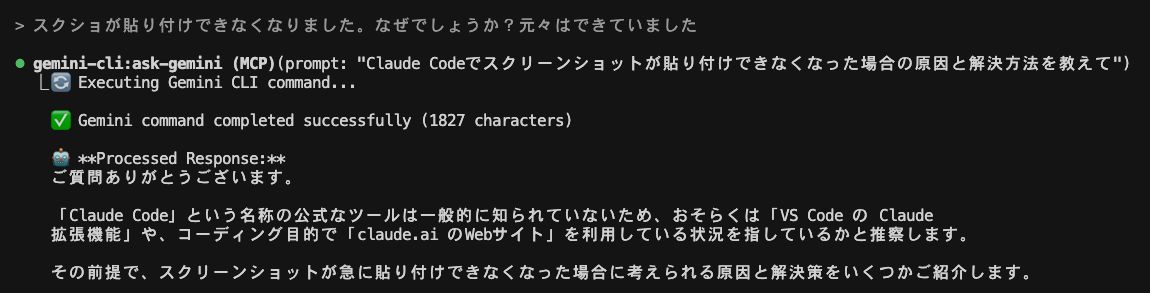 > スクショが貼り付けできなくなりました。なぜでしょうか？元々はできていました
● gemini-cli:ask-gemini (MCP)(prompt: "Claude Codeでスクリーンショットが貼り付けできなくなった場合の原因と解決方法を教えて")
⎿ 🔄 Executing Gemini CLI command...
✅ Gemini command completed successfully (1827 characters)
🤖 **Processed Response:**
ご質問ありがとうございます。
「Claude Code」という名称の公式なツールは一般的に知られていないため、おそらくは「VS Code の Claude
拡張機能」や、コーディング目的で「claude.ai のWebサイト」を利用している状況を指しているかと推察します。
その前提で、スクリーンショットが急に貼り付けできなくなった場合に考えられる原因と解決策をいくつかご紹介します。